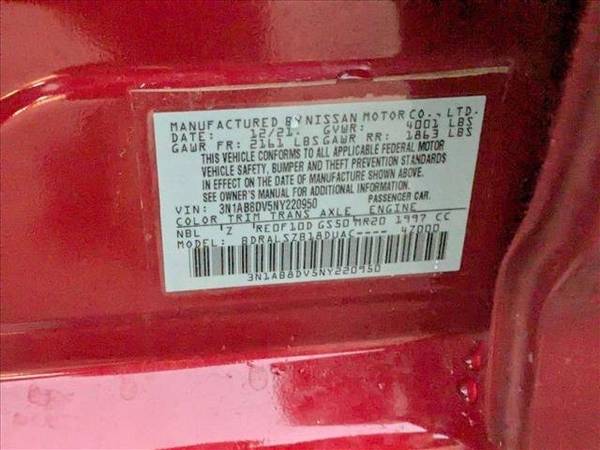 MANUFACTURED BY NISSAN MOTOR CO., LTD.
DATE: 12/21 GVWR: 4001 LBS
GAWR FR: 2161 LBS GAWR RR: 1863 LBS
THIS VEHICLE CONFORMS TO ALL APPLICABLE FEDERAL MOTOR
VEHICLE SAFETY, BUMPER AND THEFT PREVENTION STANDARDS
IN EFFECT ON THE DATE OF MANUFACTURE SHOWN ABOVE.
SEE OWNER'S MANUAL FOR ADDITIONAL INFORMATION.
VIN: 3N1AB8DV5NY220950 PASSENGER CAR.
COLOR TRIM TRANS AXLE ENGINE
NBL Z RE0F10D GS50 MR20 1997 CC
MODEL: BDRALSZB18DUAC---- 47000
3N1AB8DV5NY220950